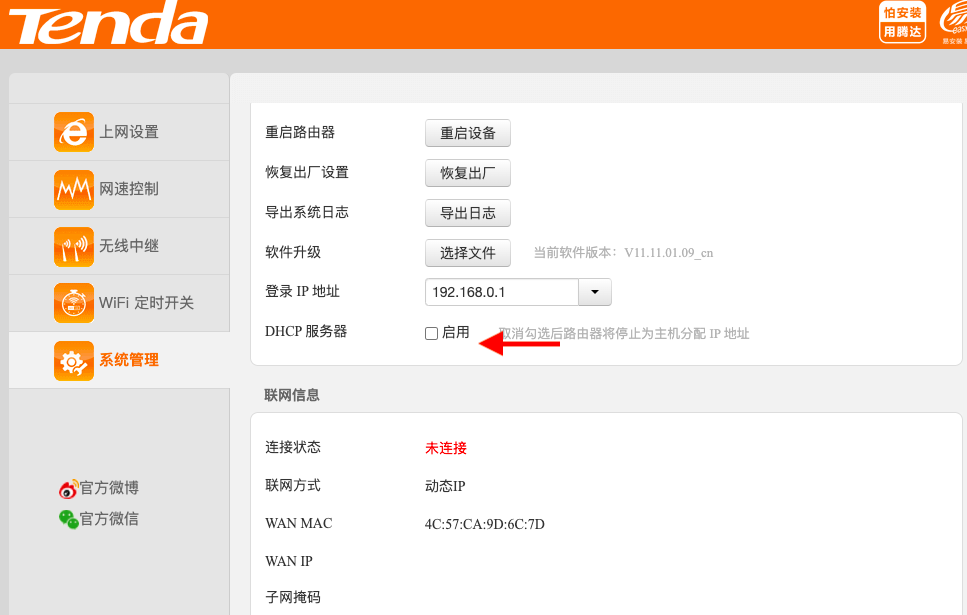 Tenda
怕安装
用腾达
上网设置
网速控制
无线中继
WiFi 定时开关
系统管理
官方微博
官方微信
重启路由器 重启设备
恢复出厂设置 恢复出厂
导出系统日志 导出日志
软件升级 选择文件 当前软件版本: V11.11.01.09_cn
登录 IP 地址 192.168.0.1
DHCP 服务器 启用 取消勾选后路由器将停止为主机分配 IP 地址
联网信息
连接状态 未连接
联网方式 动态IP
WAN MAC 4C:57:CA:9D:6C:7D
WAN IP
子网掩码